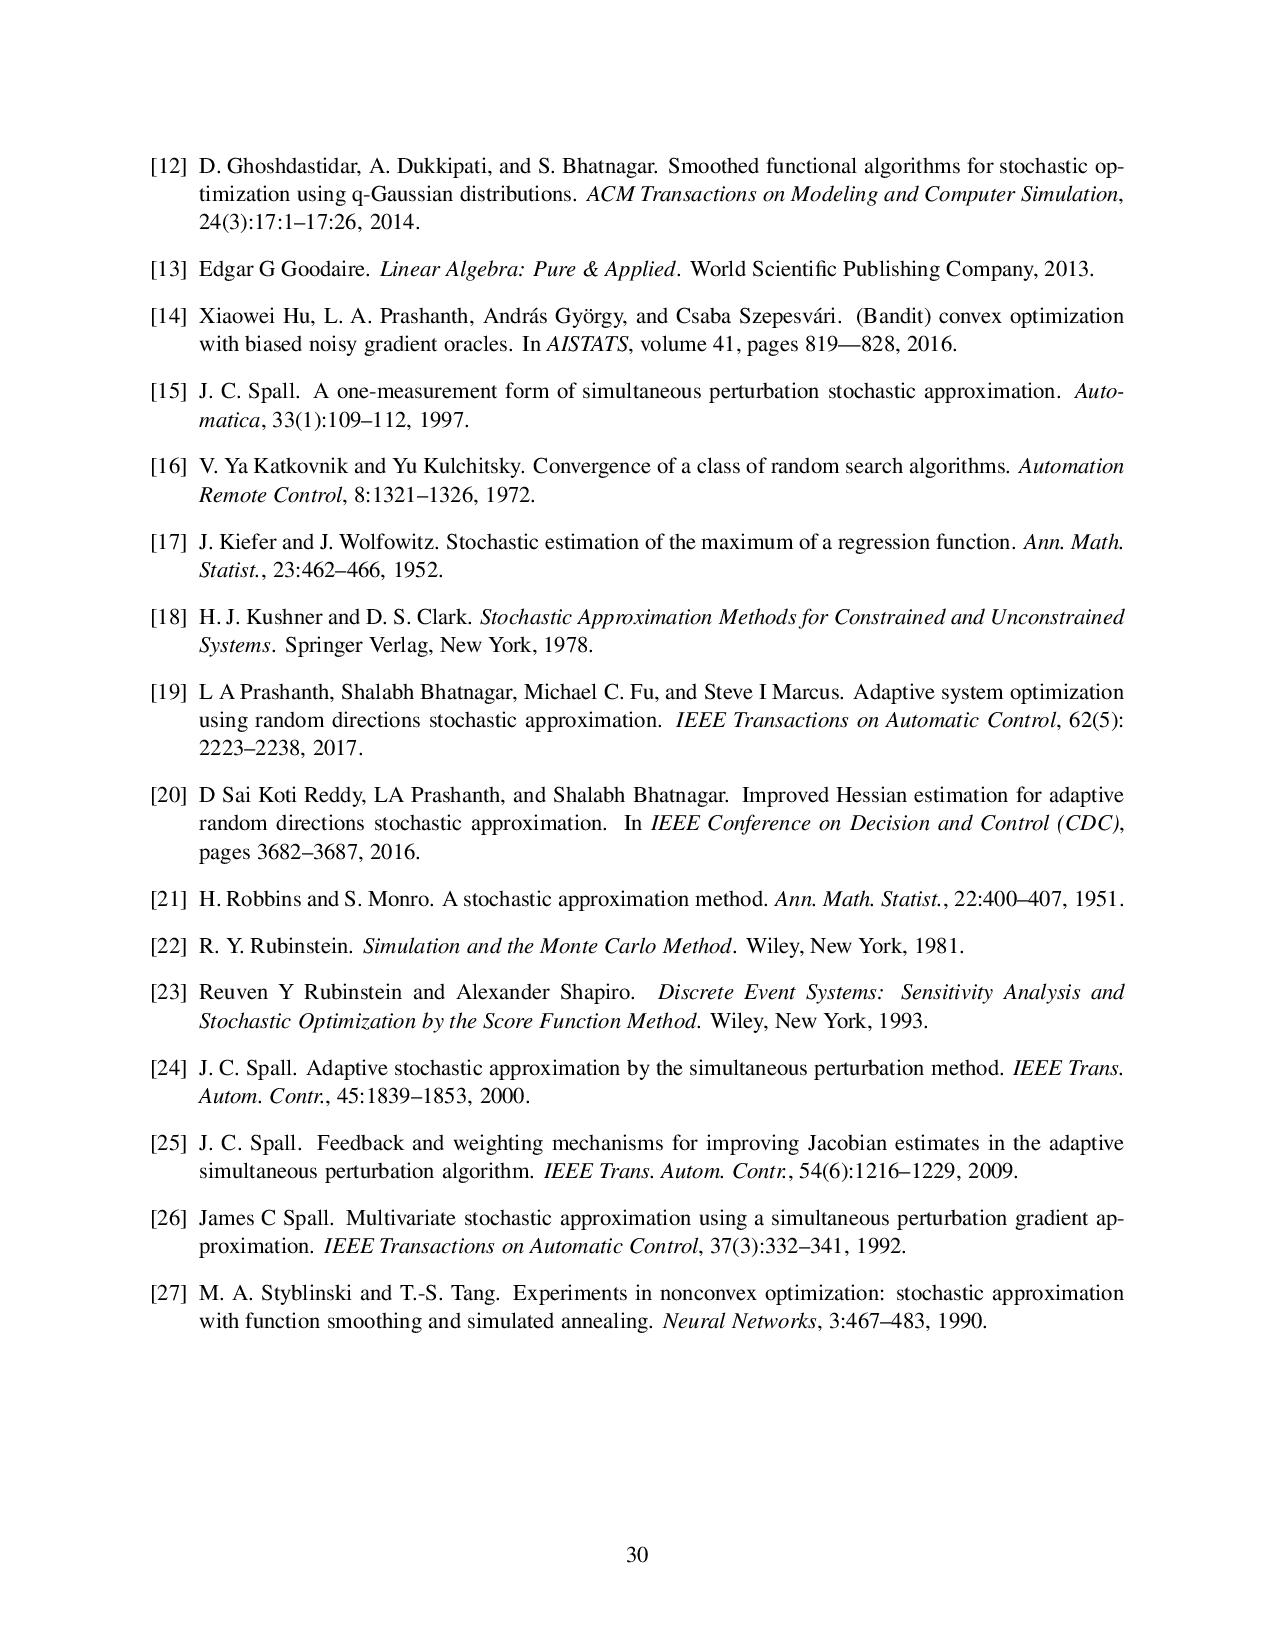 [12] D. Ghoshdastidar, A. Dukkipati, and S. Bhatnagar. Smoothed functional algorithms for stochastic op-
timization using q-Gaussian distributions. ACM Transactions on Modeling and Computer Simulation,
24(3):17:1–17:26, 2014.
[13] Edgar G Goodaire. Linear Algebra: Pure & Applied. World Scientific Publishing Company, 2013.
[14] Xiaowei Hu, L. A. Prashanth, András György, and Csaba Szepesvári. (Bandit) convex optimization
with biased noisy gradient oracles. In AISTATS, volume 41, pages 819—828, 2016.
[15] J. C. Spall. A one-measurement form of simultaneous perturbation stochastic approximation. Auto-
matica, 33(1):109–112, 1997.
[16] V. Ya Katkovnik and Yu Kulchitsky. Convergence of a class of random search algorithms. Automation
Remote Control, 8:1321–1326, 1972.
[17] J. Kiefer and J. Wolfowitz. Stochastic estimation of the maximum of a regression function. Ann. Math.
Statist., 23:462–466, 1952.
[18] H. J. Kushner and D. S. Clark. Stochastic Approximation Methods for Constrained and Unconstrained
Systems. Springer Verlag, New York, 1978.
[19] L A Prashanth, Shalabh Bhatnagar, Michael C. Fu, and Steve I Marcus. Adaptive system optimization
using random directions stochastic approximation. IEEE Transactions on Automatic Control, 62(5):
2223–2238, 2017.
[20] D Sai Koti Reddy, LA Prashanth, and Shalabh Bhatnagar. Improved Hessian estimation for adaptive
random directions stochastic approximation. In IEEE Conference on Decision and Control (CDC),
pages 3682–3687, 2016.
[21] H. Robbins and S. Monro. A stochastic approximation method. Ann. Math. Statist., 22:400–407, 1951.
[22] R. Y. Rubinstein. Simulation and the Monte Carlo Method. Wiley, New York, 1981.
[23] Reuven Y Rubinstein and Alexander Shapiro. Discrete Event Systems: Sensitivity Analysis and
Stochastic Optimization by the Score Function Method. Wiley, New York, 1993.
[24] J. C. Spall. Adaptive stochastic approximation by the simultaneous perturbation method. IEEE Trans.
Autom. Contr., 45:1839–1853, 2000.
[25] J. C. Spall. Feedback and weighting mechanisms for improving Jacobian estimates in the adaptive
simultaneous perturbation algorithm. IEEE Trans. Autom. Contr., 54(6):1216–1229, 2009.
[26] James C Spall. Multivariate stochastic approximation using a simultaneous perturbation gradient ap-
proximation. IEEE Transactions on Automatic Control, 37(3):332–341, 1992.
[27] M. A. Styblinski and T.-S. Tang. Experiments in nonconvex optimization: stochastic approximation
with function smoothing and simulated annealing. Neural Networks, 3:467–483, 1990.
30